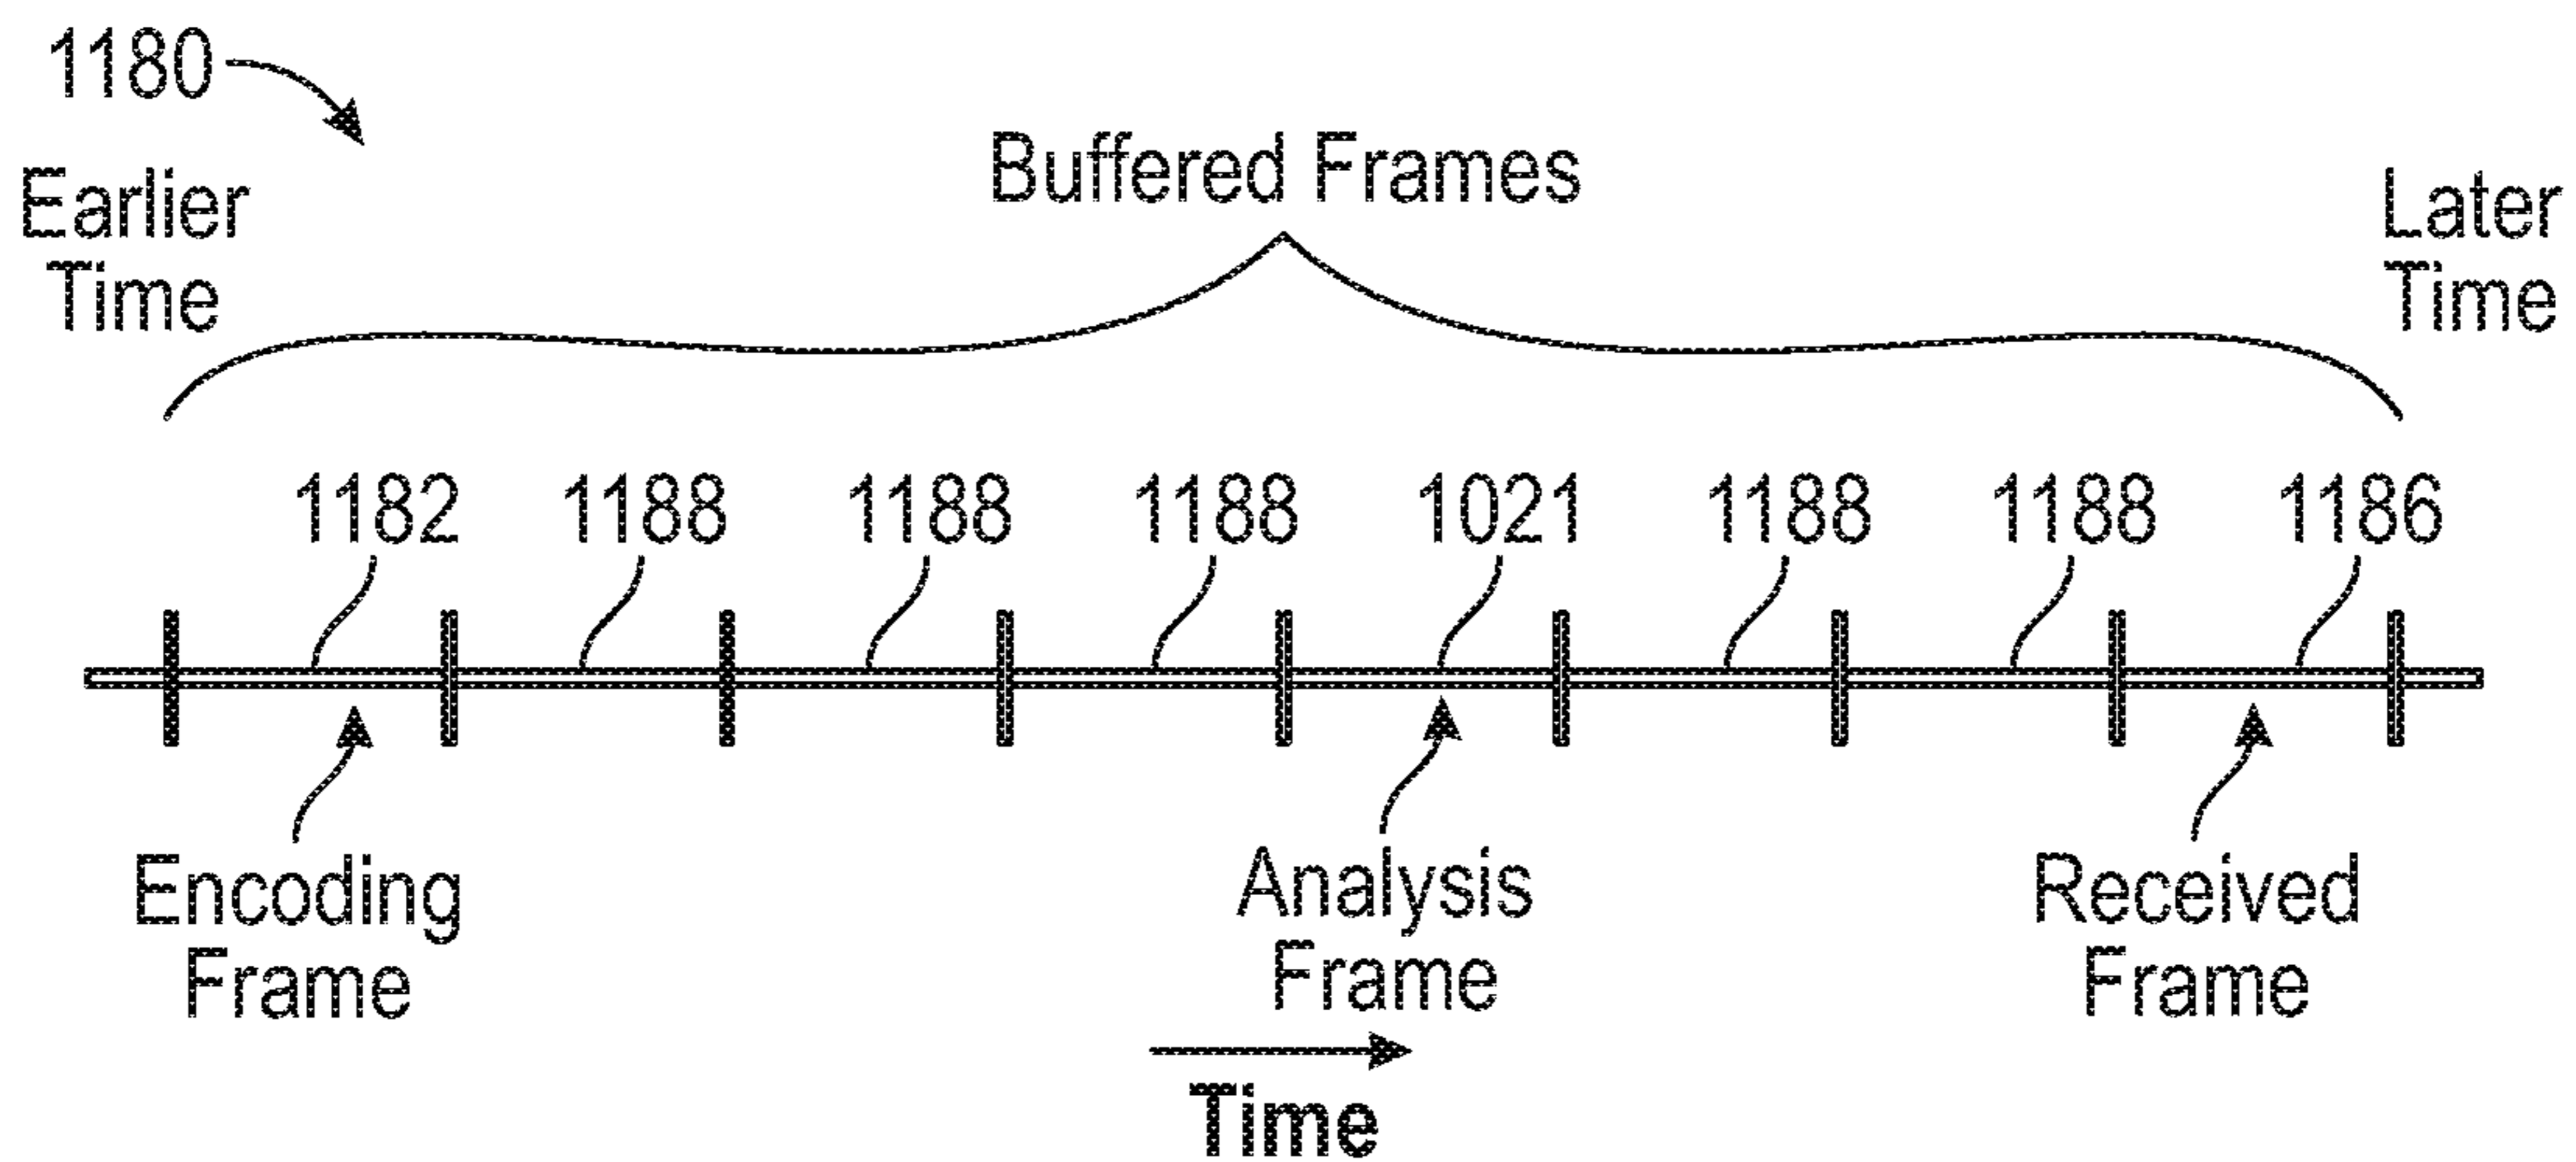 1180
Earlier
Time
Buffered Frames
Later
Time
1182
1188
1188
1188
1021
1188
1188
1186
Encoding
Frame
Analysis
Frame
Received
Frame
Time